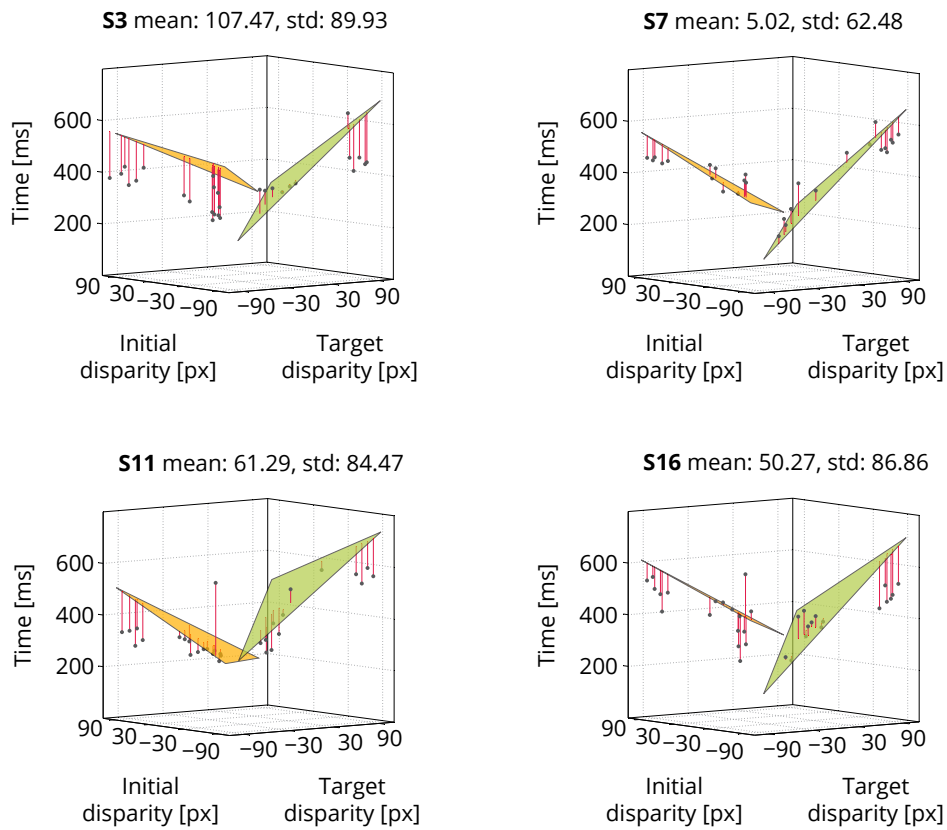 S3 mean: 107.47, std: 89.93
Time [ms]
600
400
200
90 30 −30 −90 −90 −30 30 90
Initial disparity [px]
Target disparity [px]
S7 mean: 5.02, std: 62.48
Time [ms]
600
400
200
90 30 −30 −90 −90 −30 30 90
Initial disparity [px]
Target disparity [px]
S11 mean: 61.29, std: 84.47
Time [ms]
600
400
200
90 30 −30 −90 −90 −30 30 90
Initial disparity [px]
Target disparity [px]
S16 mean: 50.27, std: 86.86
Time [ms]
600
400
200
90 30 −30 −90 −90 −30 30 90
Initial disparity [px]
Target disparity [px]